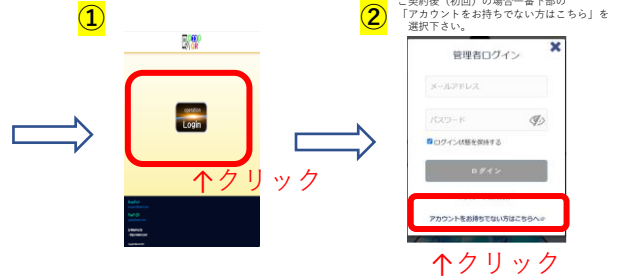 ①
operation
Login
↑クリック
②
ご契約後（初回）の場合一番下部の
「アカウントをお持ちでない方はこちら」を
選択下さい。
管理者ログイン
メールアドレス
パスワード
ログイン状態を保持する
ログイン
アカウントをお持ちでない方はこちらへ☞
↑クリック